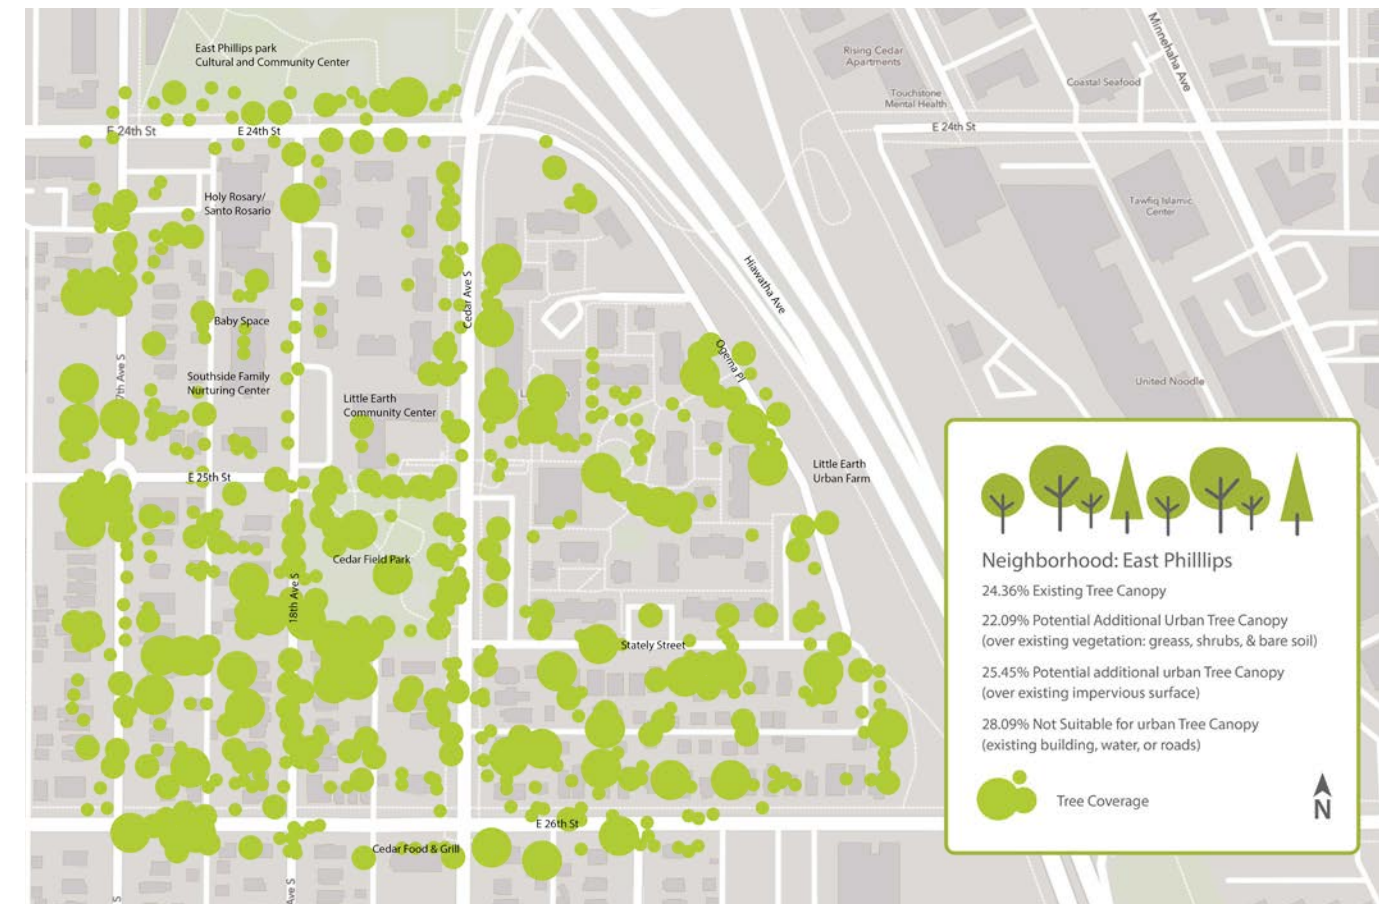 East Phillips park
Cultural and Community Center
Rising Cedar
Apartments
Minnehaha Ave
Coastal Seafood
Touchstone
Mental Health
E 24th St
E 24th St
E 24th St
Holy Rosary/
Santo Rosario
Tawfiq Islamic
Center
Hiawatha Ave
Cedar Ave S
Baby Space
Ogema Pl
7th Ave S
Southside Family
Nurturing Center
United Noodle
Little Earth
Community Center
Little Earth
Urban Farm
E 25th St
Cedar Field Park
18th Ave S
Stately Street
E 26th St
Cedar Food & Grill
Ave S
S
Neighborhood: East Philllips
24.36% Existing Tree Canopy
22.09% Potential Additional Urban Tree Canopy
(over existing vegetation: greass, shrubs, & bare soil)
25.45% Potential additional urban Tree Canopy
(over existing impervious surface)
28.09% Not Suitable for urban Tree Canopy
(existing building, water, or roads)
Tree Coverage
N